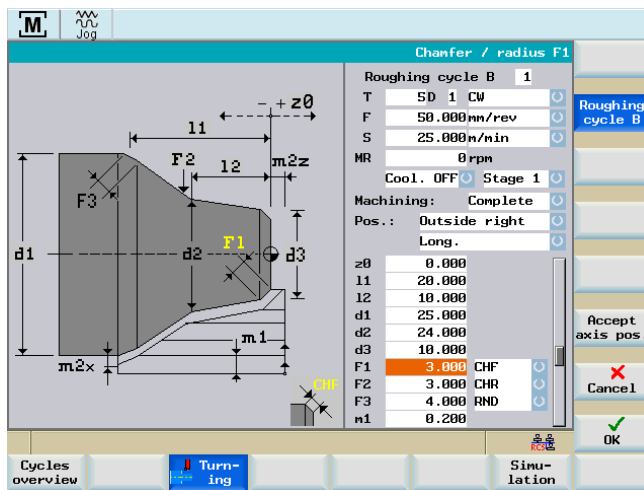 M
Jog
Chamfer / radius F1
Roughing cycle B 1
T 5 D 1 CW
F 50.000 mm/rev
S 25.000 m/min
MR 0 rpm
Cool. OFF Stage 1
Machining: Complete
Pos.: Outside right
Long.
z0 0.000
l1 20.000
l2 10.000
d1 25.000
d2 24.000
d3 10.000
F1 3.000 CHF
F2 3.000 CHR
F3 4.000 RND
m1 0.200
- + z0
l1
F2 l2 m2z
F3
d1 d2 F1 d3
m1
m2x
CHF
Roughing
cycle B
Accept
axis pos
Cancel
OK
RCS
Cycles
overview
Turn-
ing
Simu-
lation